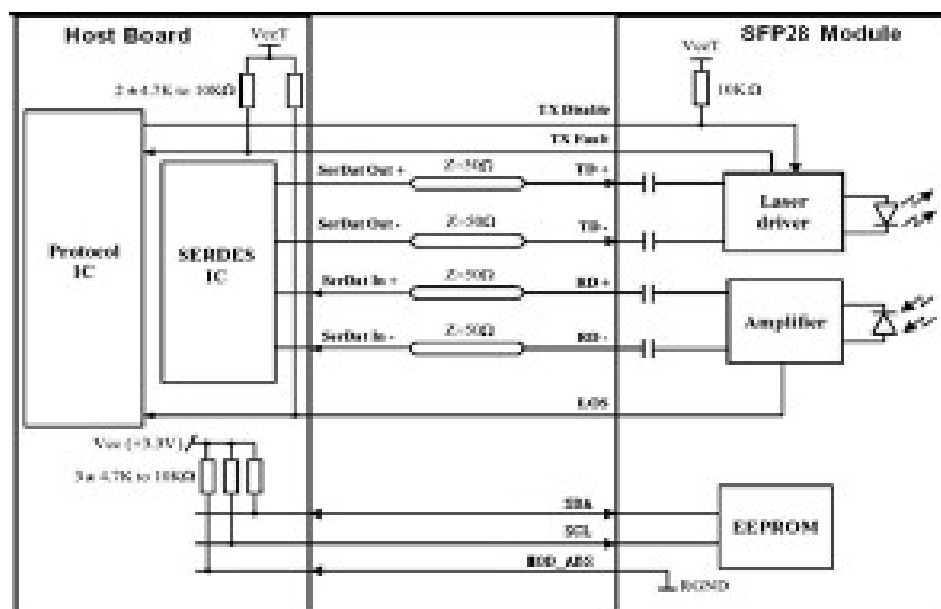 Host Board
SFP28 Module
VccT
VccT
2 x 4.7K to 10KΩ
10KΩ
TX Disable
TX Fault
SerDat Out +
Z=50Ω
TD+
SerDat Out -
Z=50Ω
TD-
Laser
driver
Protocol
IC
SERDES
IC
SerDat In +
Z=50Ω
RD +
SerDat In -
Z=50Ω
RD -
Amplifier
LOS
Vcc (+3.3V)
3 x 4.7K to 10KΩ
SDA
SCL
EEPROM
MOD_ABS
RGND